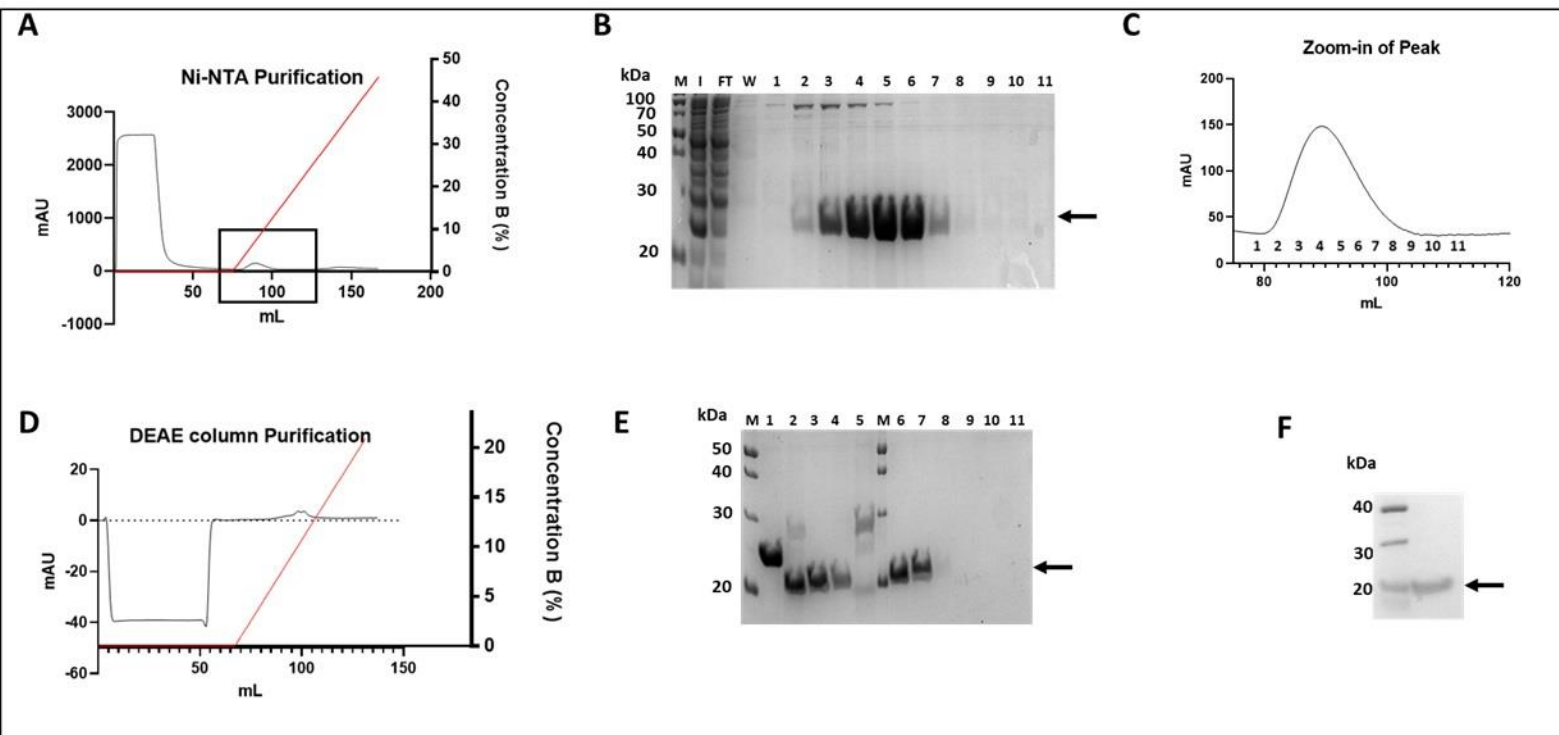 A
Ni-NTA Purification
3000
2000
1000
0
-1000
mAU
50 100 150 200
mL
50
40
30
20
10
0
Concentration B (%)
B
kDa
M I FT W 1 2 3 4 5 6 7 8 9 10 11
100
70
50
40
30
20
C
Zoom-in of Peak
200
150
100
50
0
mAU
1 2 3 4 5 6 7 8 9 10 11
80 100 120
mL
D
DEAE column Purification
20
0
-20
-40
-60
mAU
50 100 150
mL
20
15
10
5
0
Concentration B (%)
E
kDa
M 1 2 3 4 5 M 6 7 8 9 10 11
50
40
30
20
F
kDa
40
30
20